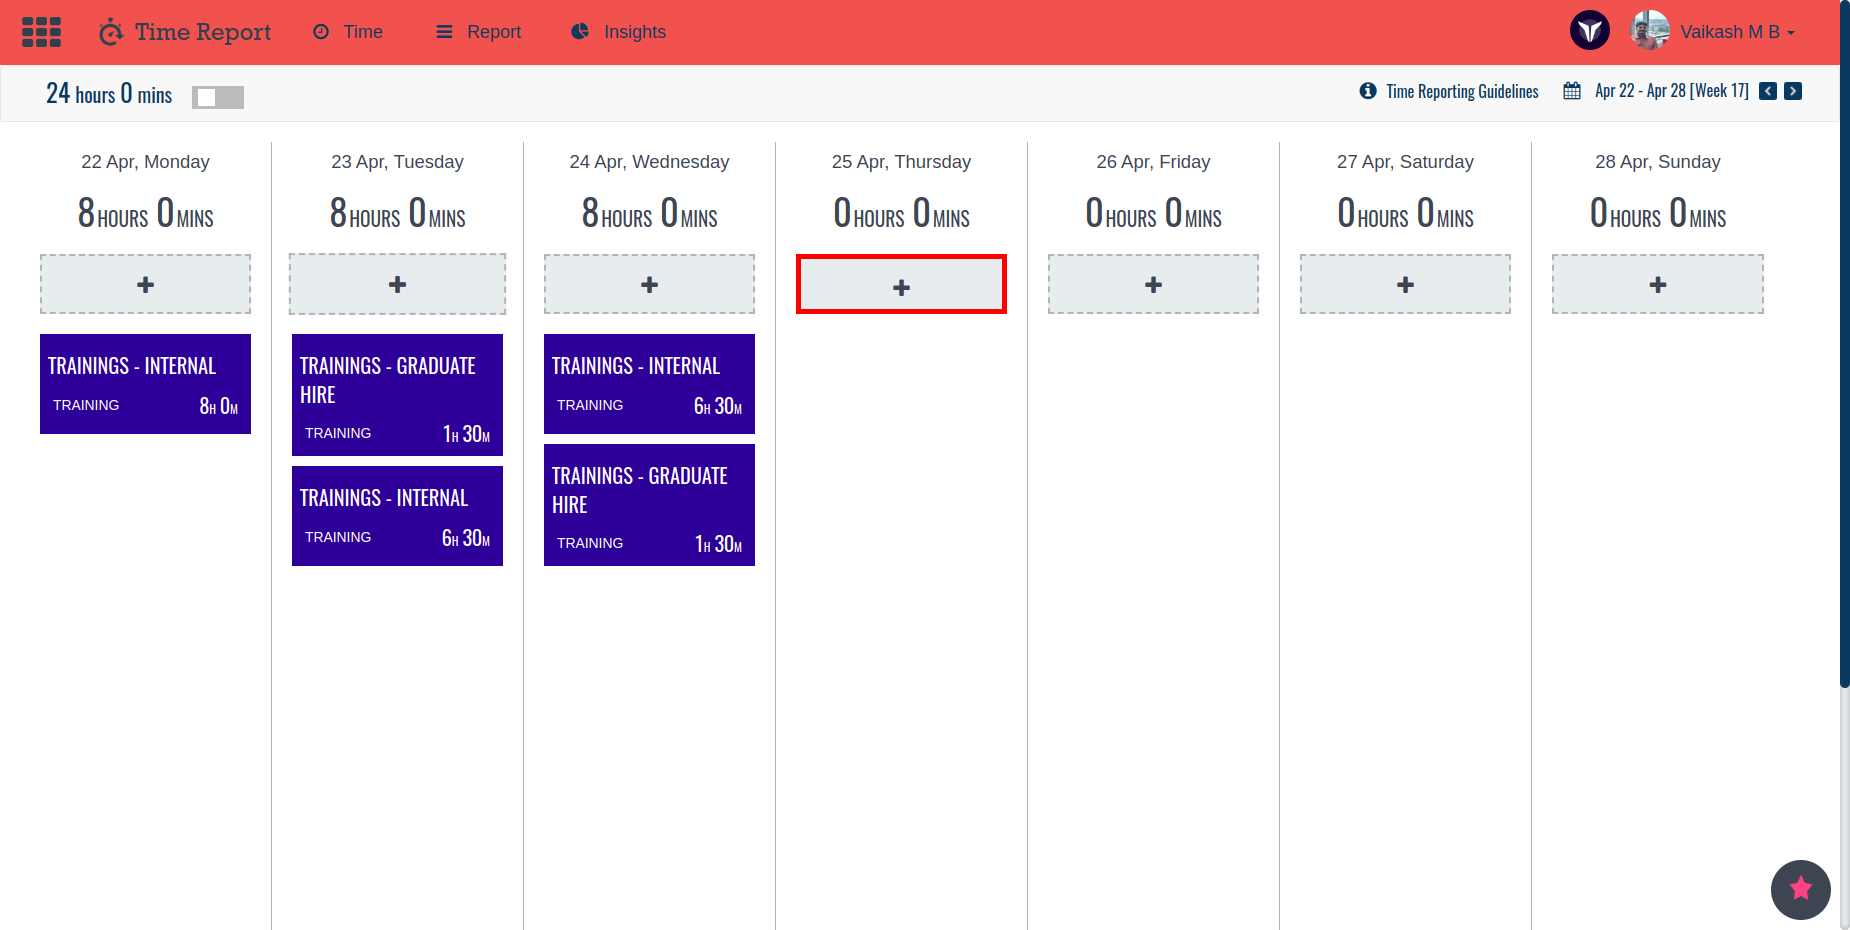 Time Report
Time
Report
Insights
Vaikash M B
24 hours 0 mins
Time Reporting Guidelines
Apr 22 - Apr 28 [Week 17]
22 Apr, Monday
8 HOURS 0 MINS
+
TRAININGS - INTERNAL
TRAINING
8H 0M
23 Apr, Tuesday
8 HOURS 0 MINS
+
TRAININGS - GRADUATE
HIRE
TRAINING
1H 30M
TRAININGS - INTERNAL
TRAINING
6H 30M
24 Apr, Wednesday
8 HOURS 0 MINS
+
TRAININGS - INTERNAL
TRAINING
6H 30M
TRAININGS - GRADUATE
HIRE
TRAINING
1H 30M
25 Apr, Thursday
0 HOURS 0 MINS
+
26 Apr, Friday
0 HOURS 0 MINS
+
27 Apr, Saturday
0 HOURS 0 MINS
+
28 Apr, Sunday
0 HOURS 0 MINS
+